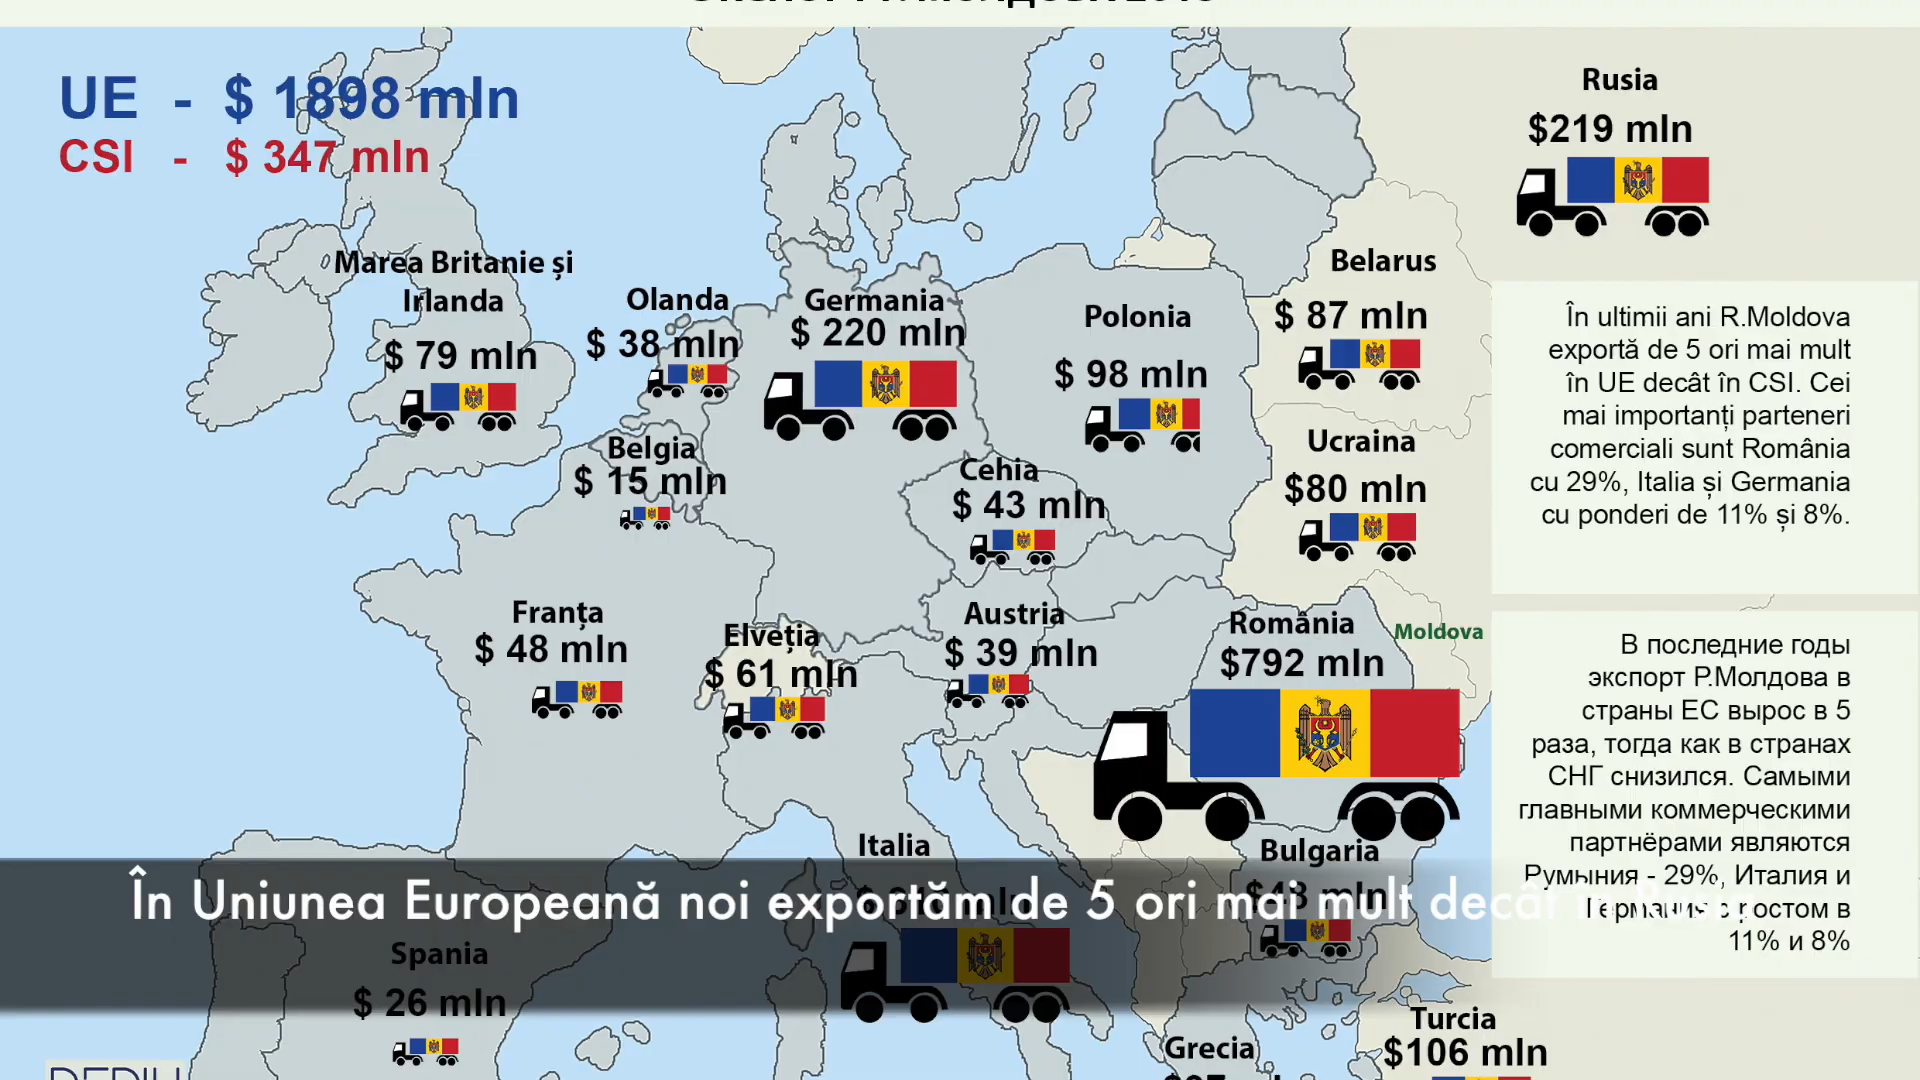 UE - $ 1898 mln
CSI - $ 347 mln
Rusia
$219 mln
Marea Britanie și
Irlanda
$ 79 mln
Olanda
$ 38 mln
Germania
$ 220 mln
Polonia
$ 98 mln
Belarus
$ 87 mln
Belgia
$ 15 mln
Cehia
$ 43 mln
Ucraina
$80 mln
Franța
$ 48 mln
Elveția
$ 61 mln
Austria
$ 39 mln
România
$792 mln
Moldova
Italia
Bulgaria
$48 mln
Spania
$ 26 mln
Grecia
Turcia
$106 mln
În ultimii ani R.Moldova
exportă de 5 ori mai mult
în UE decât în CSI. Cei
mai importanți parteneri
comerciali sunt România
cu 29%, Italia și Germania
cu ponderi de 11% și 8%.
В последние годы
экспорт Р.Молдова в
страны ЕС вырос в 5
раза, тогда как в странах
СНГ снизился. Самыми
главными коммерческими
партнёрами являются
Румыния - 29%, Италия и
Германия с ростом в
11% и 8%
În Uniunea Europeană noi exportăm de 5 ori mai mult decât în